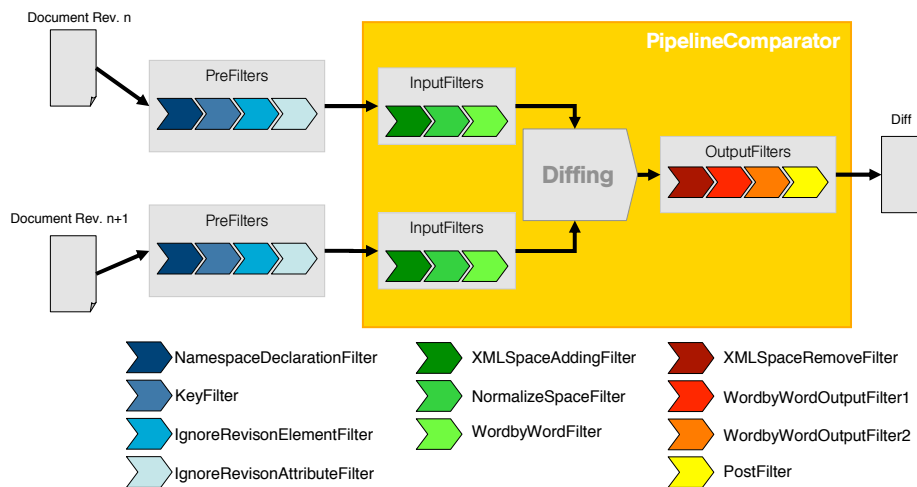 Document Rev. n
PipelineComparator
PreFilters
InputFilters
Diff
Diffing
OutputFilters
Document Rev. n+1
PreFilters
InputFilters
NamespaceDeclarationFilter
XMLSpaceAddingFilter
XMLSpaceRemoveFilter
KeyFilter
NormalizeSpaceFilter
WordbyWordOutputFilter1
IgnoreRevisonElementFilter
WordbyWordFilter
WordbyWordOutputFilter2
IgnoreRevisonAttributeFilter
PostFilter